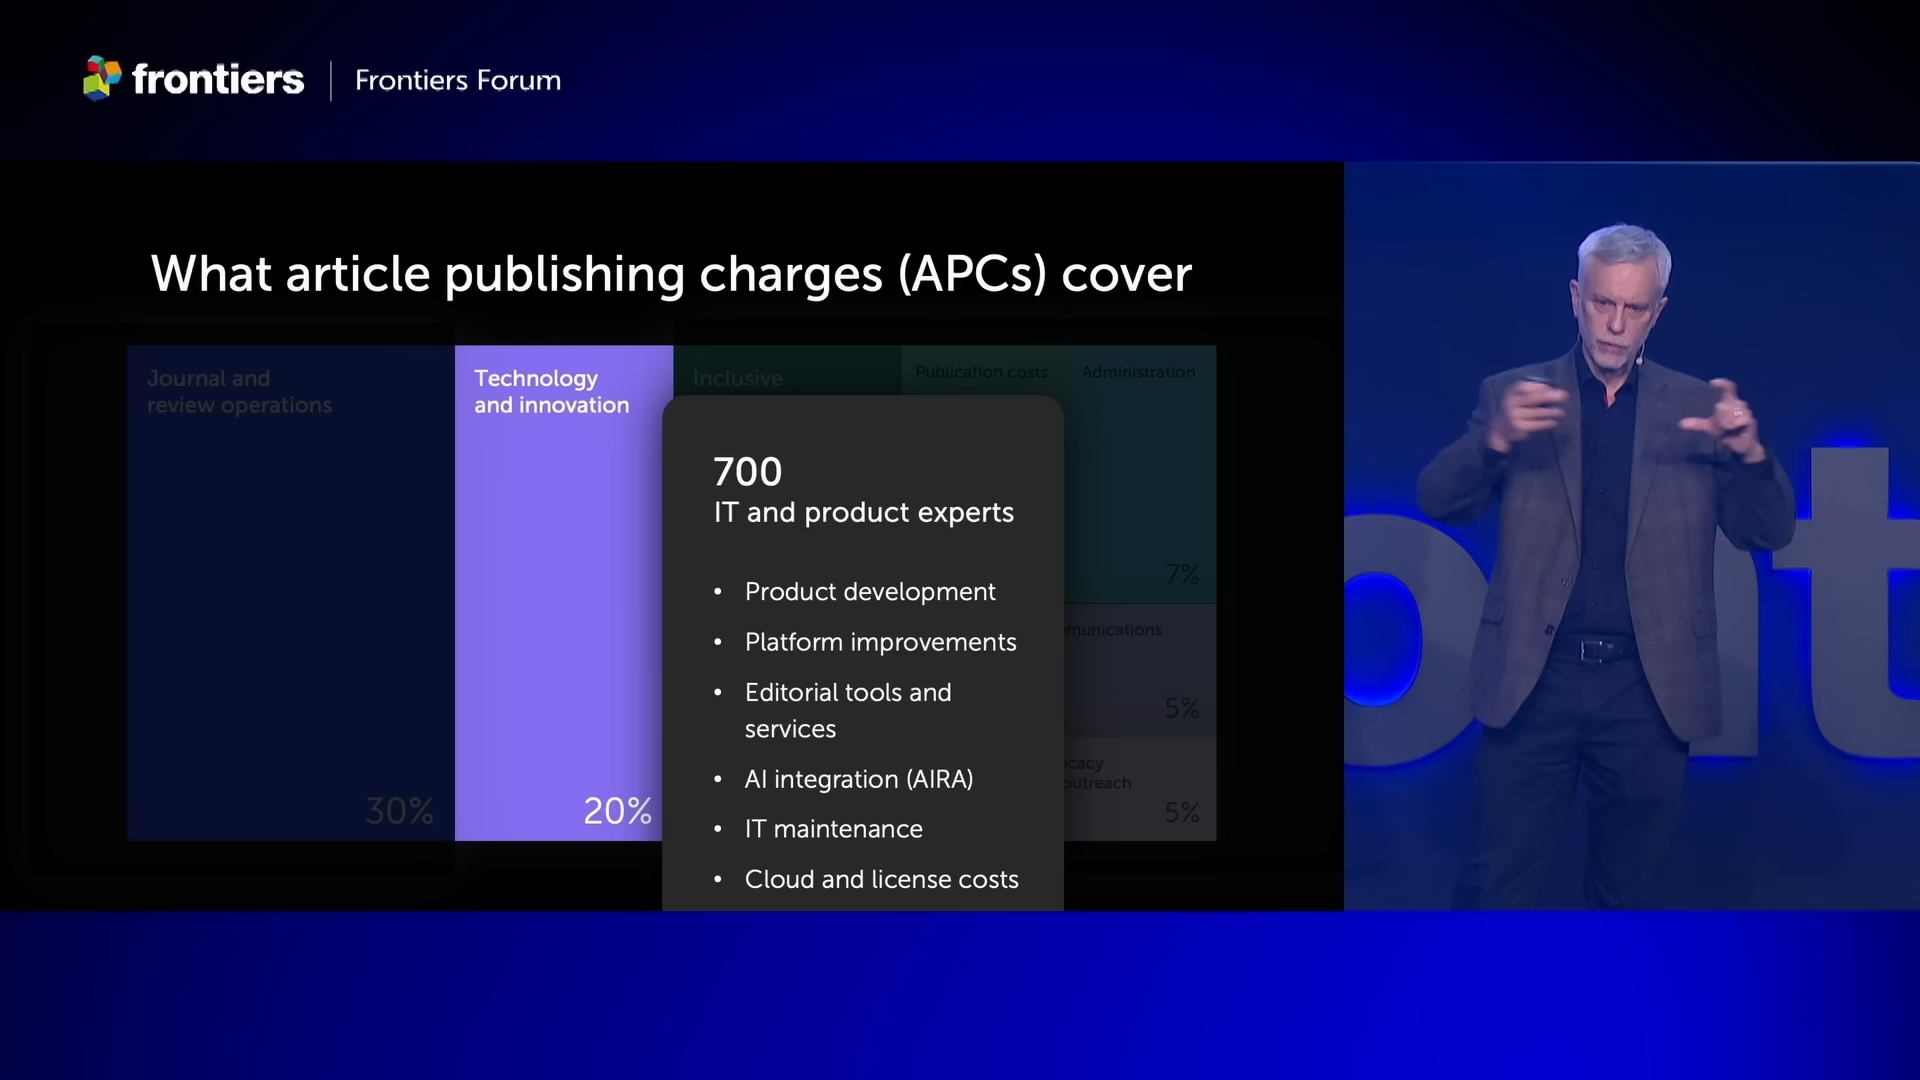 frontiers
Frontiers Forum
What article publishing charges (APCs) cover
Journal and
review operations
30%
Technology
and innovation
20%
Inclusive
Publication costs
Administration
7%
700
IT and product experts
• Product development
• Platform improvements
• Editorial tools and
services
• AI integration (AIRA)
• IT maintenance
• Cloud and license costs
munications
5%
cacy
outreach
5%